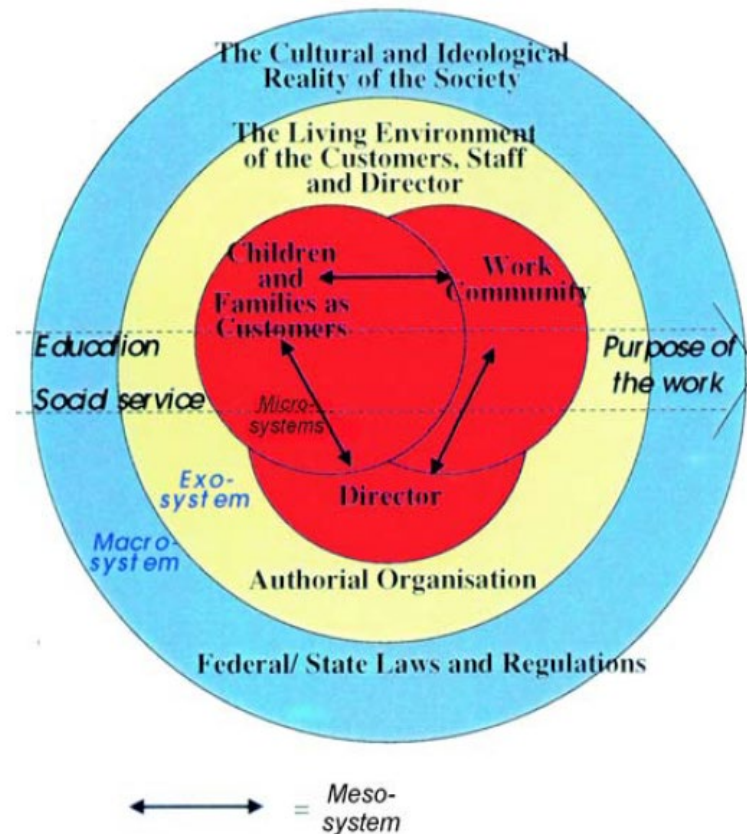 The Cultural and Ideological
Reality of the Society
The Living Environment
of the Customers, Staff
and Director
Children
and
Families as
Customers
Work
Community
Education
Social service
Purpose of
the work
Micro-
systems
Exo-
system
Director
Macro-
system
Authorial Organisation
Federal/ State Laws and Regulations
= Meso-
system